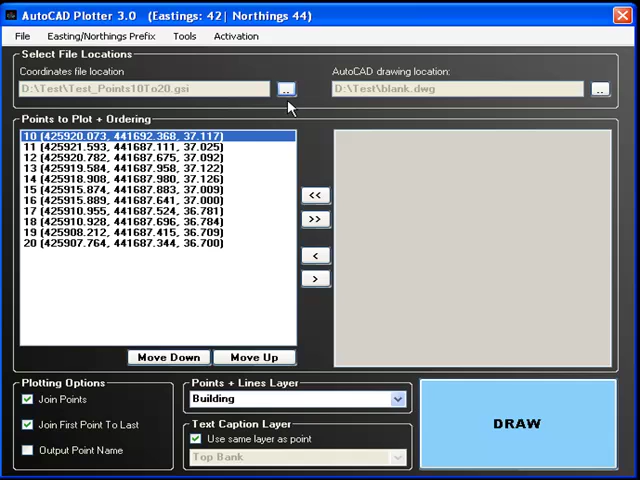 AutoCAD Plotter 3.0   (Eastings: 42| Northings 44)
File   Easting/Northings Prefix   Tools   Activation
Select File Locations
Coordinates file location   AutoCAD drawing location:
D:\Test\Test_Points10To20.gsi   ..   D:\Test\blank.dwg   ..
Points to Plot + Ordering
10 (425920.073, 441692.368, 37.117)
11 (425921.593, 441687.111, 37.025)
12 (425920.782, 441687.675, 37.092)
13 (425919.584, 441687.958, 37.122)
14 (425918.908, 441687.980, 37.126)
15 (425915.874, 441687.883, 37.009)
16 (425915.889, 441687.641, 37.000)
17 (425910.955, 441687.524, 36.781)
18 (425910.928, 441687.696, 36.784)
19 (425908.212, 441687.415, 36.709)
20 (425907.764, 441687.344, 36.700)
<<
>>
<
>
Move Down   Move Up
Plotting Options
Join Points
Join First Point To Last
Output Point Name
Points + Lines Layer
Building
Text Caption Layer
Use same layer as point
Top Bank
DRAW